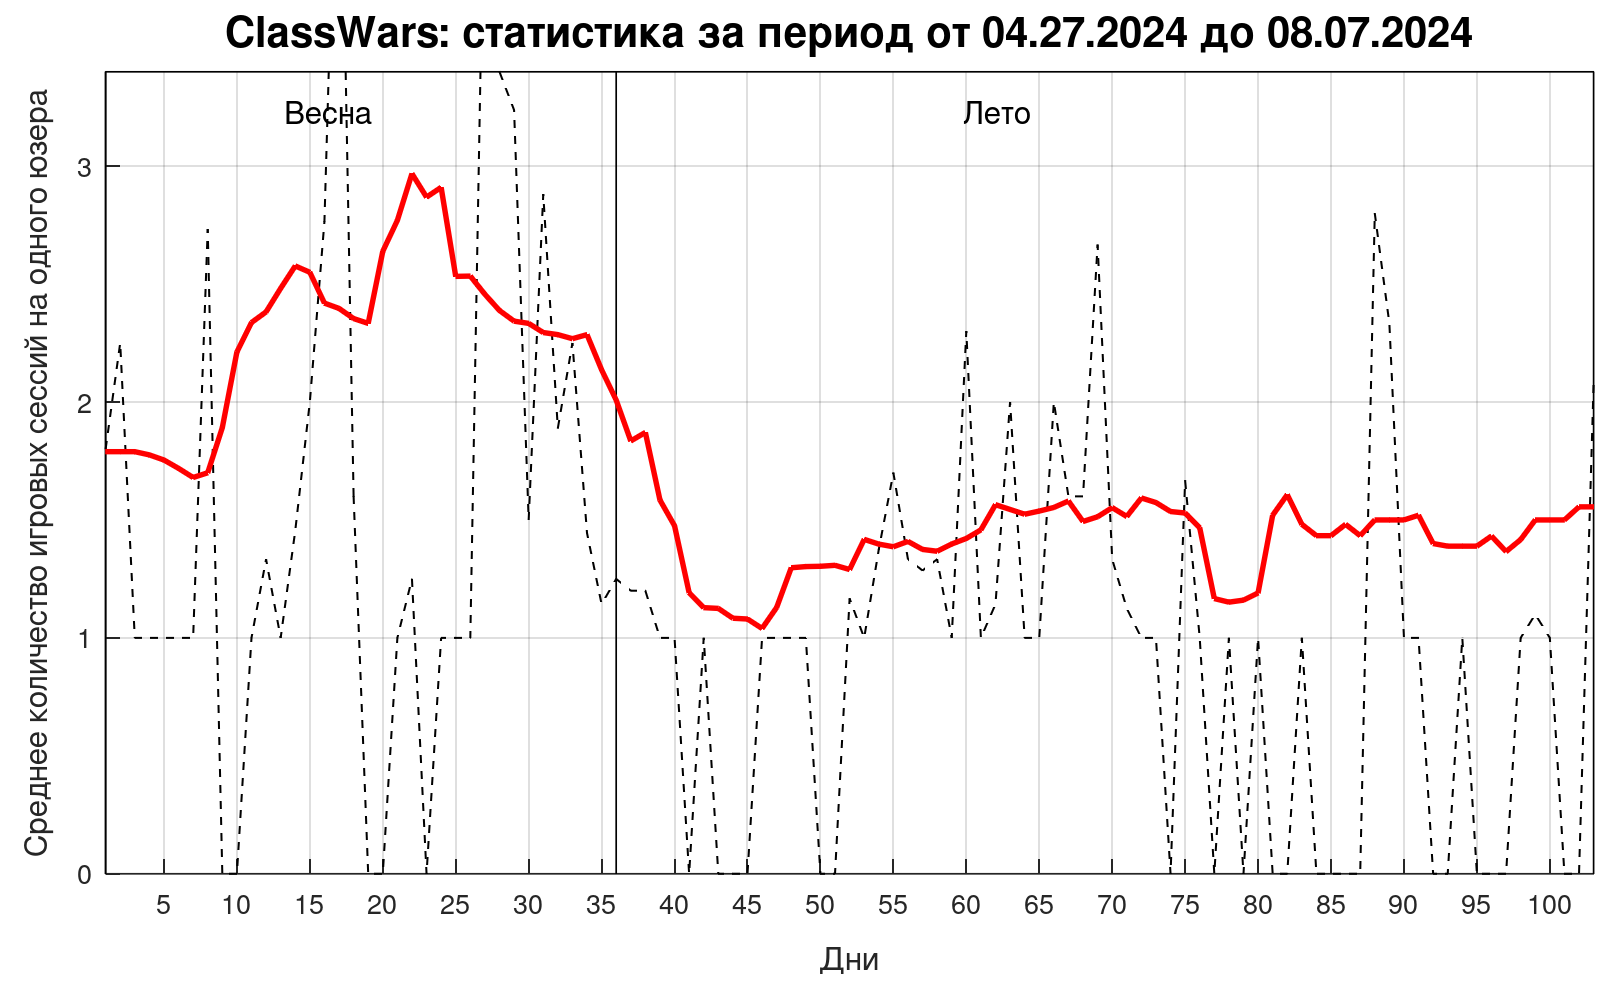 ClassWars: статистика за период от 04.27.2024 до 08.07.2024
Среднее количество игровых сессий на одного юзера
Весна
Лето
3
2
1
0
5 10 15 20 25 30 35 40 45 50 55 60 65 70 75 80 85 90 95 100
Дни